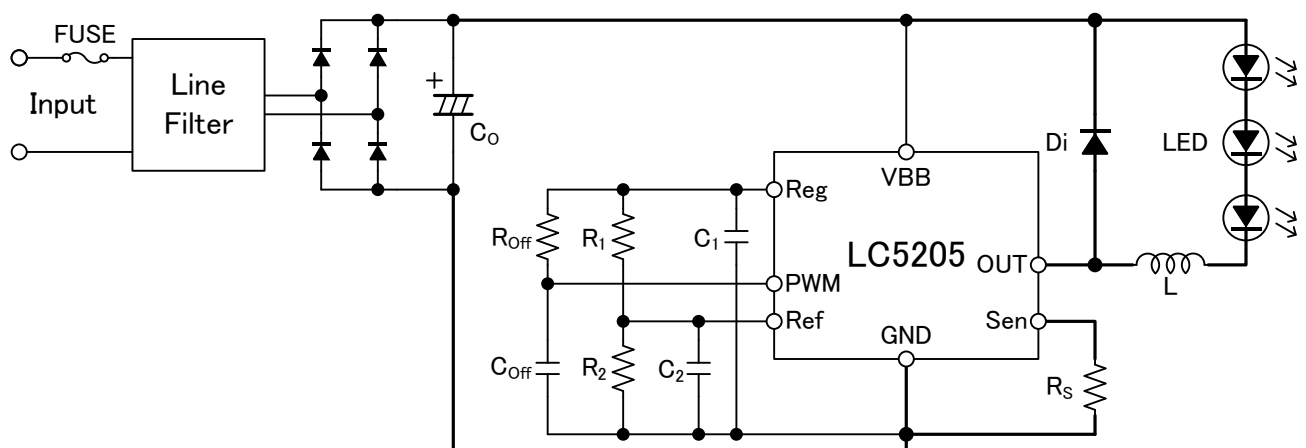 FUSE
Input
Line
Filter
+
C_O
VBB
Di
LED
Reg
R_Off
R_1
C_1
LC5205
OUT
L
PWM
Ref
Sen
GND
C_Off
R_2
C_2
R_S